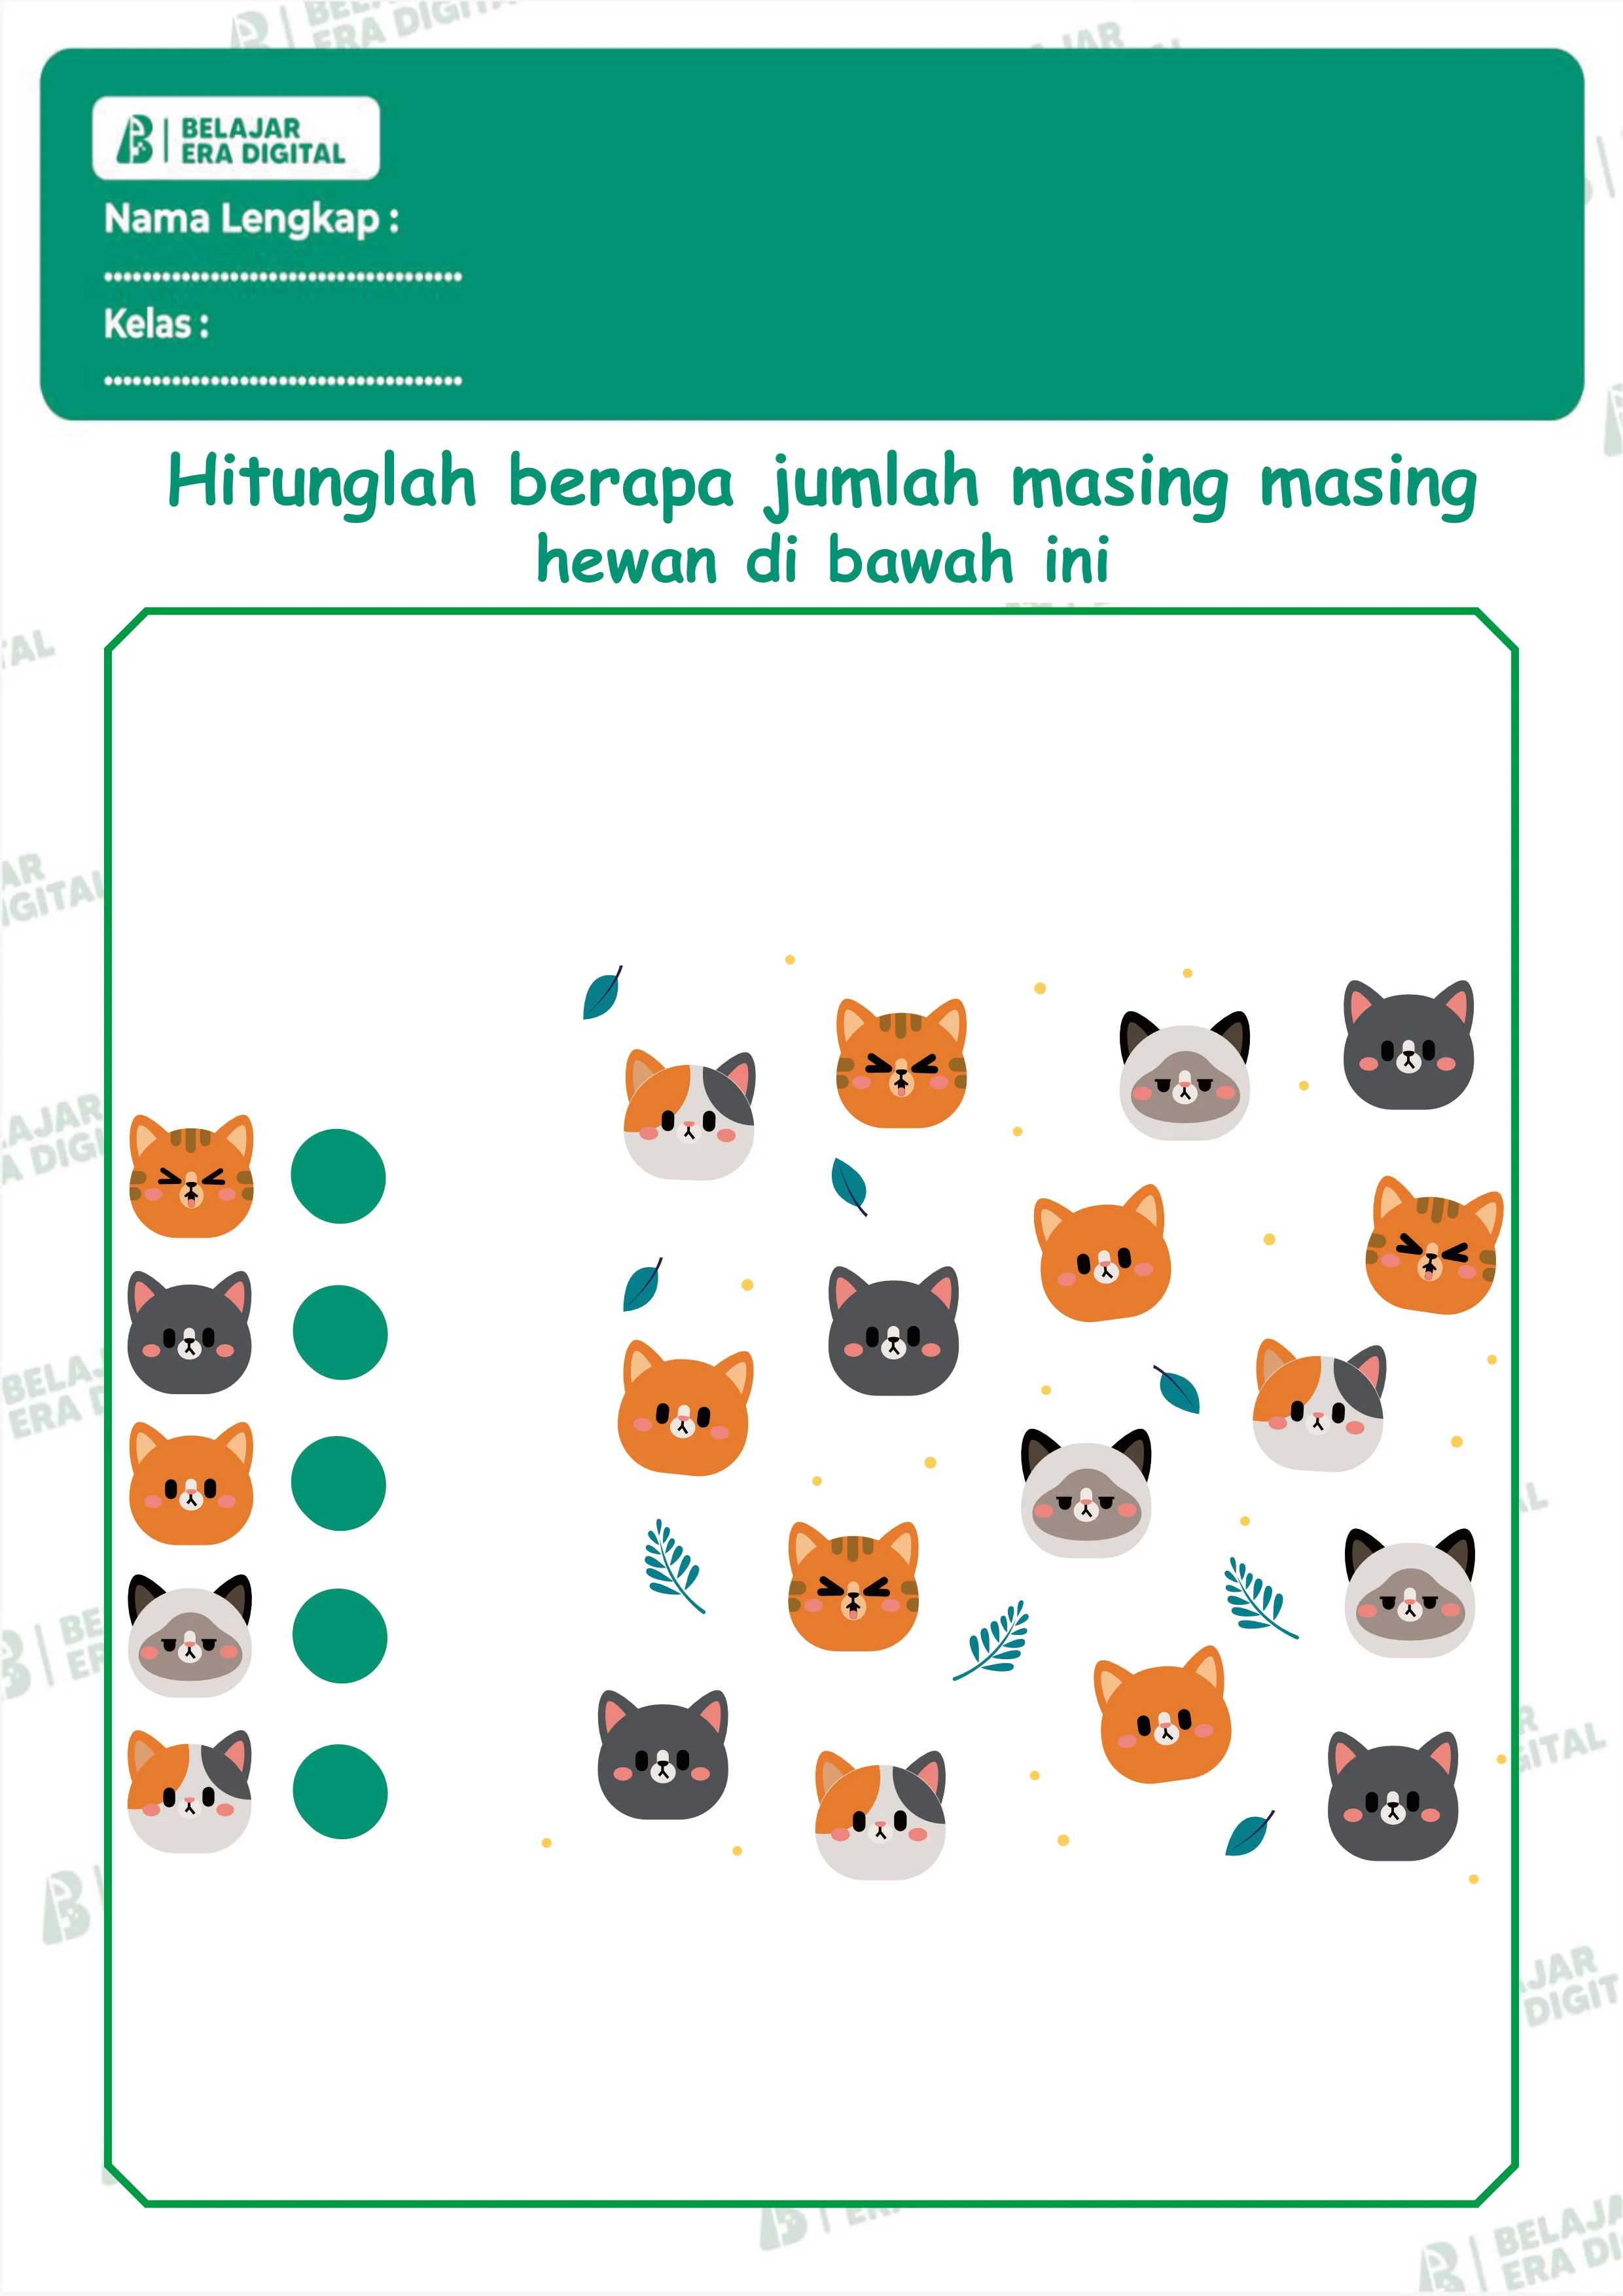 BELAJAR
ERA DIGITAL
Nama Lengkap :
.....................................
Kelas :
.....................................
Hitunglah berapa jumlah masing masing
hewan di bawah ini